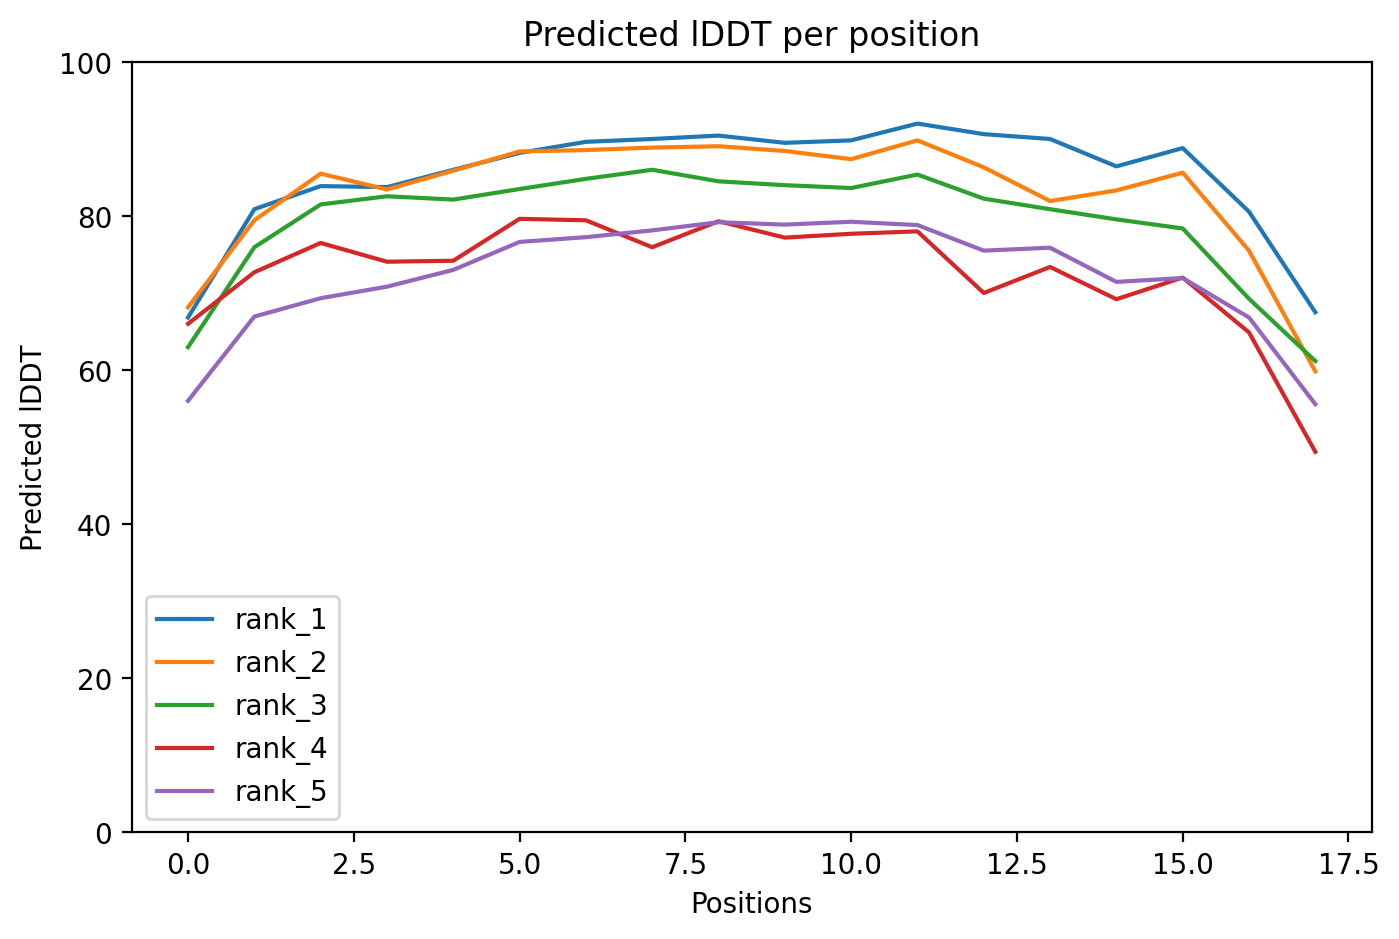 Predicted lDDT per position
100
80
60
40
20
0
Predicted lDDT
rank_1
rank_2
rank_3
rank_4
rank_5
0.0 2.5 5.0 7.5 10.0 12.5 15.0 17.5
Positions